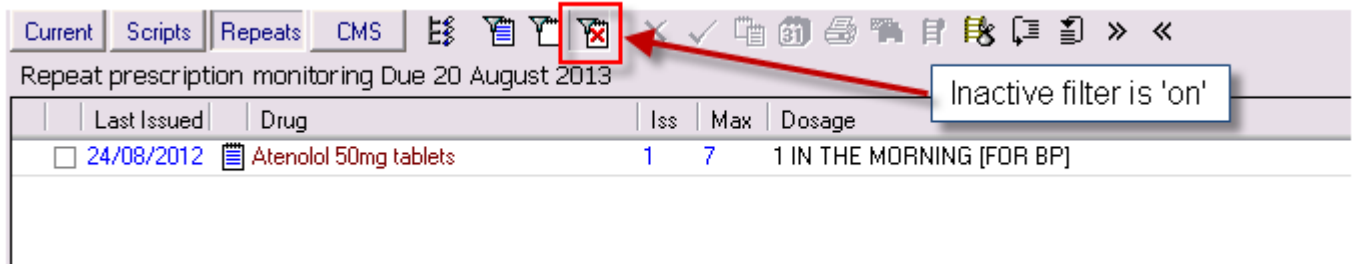 Current Scripts Repeats CMS 31 » «
Repeat prescription monitoring Due 20 August 2013
Inactive filter is 'on'
Last Issued Drug Iss Max Dosage
24/08/2012 Atenolol 50mg tablets 1 7 1 IN THE MORNING [FOR BP]